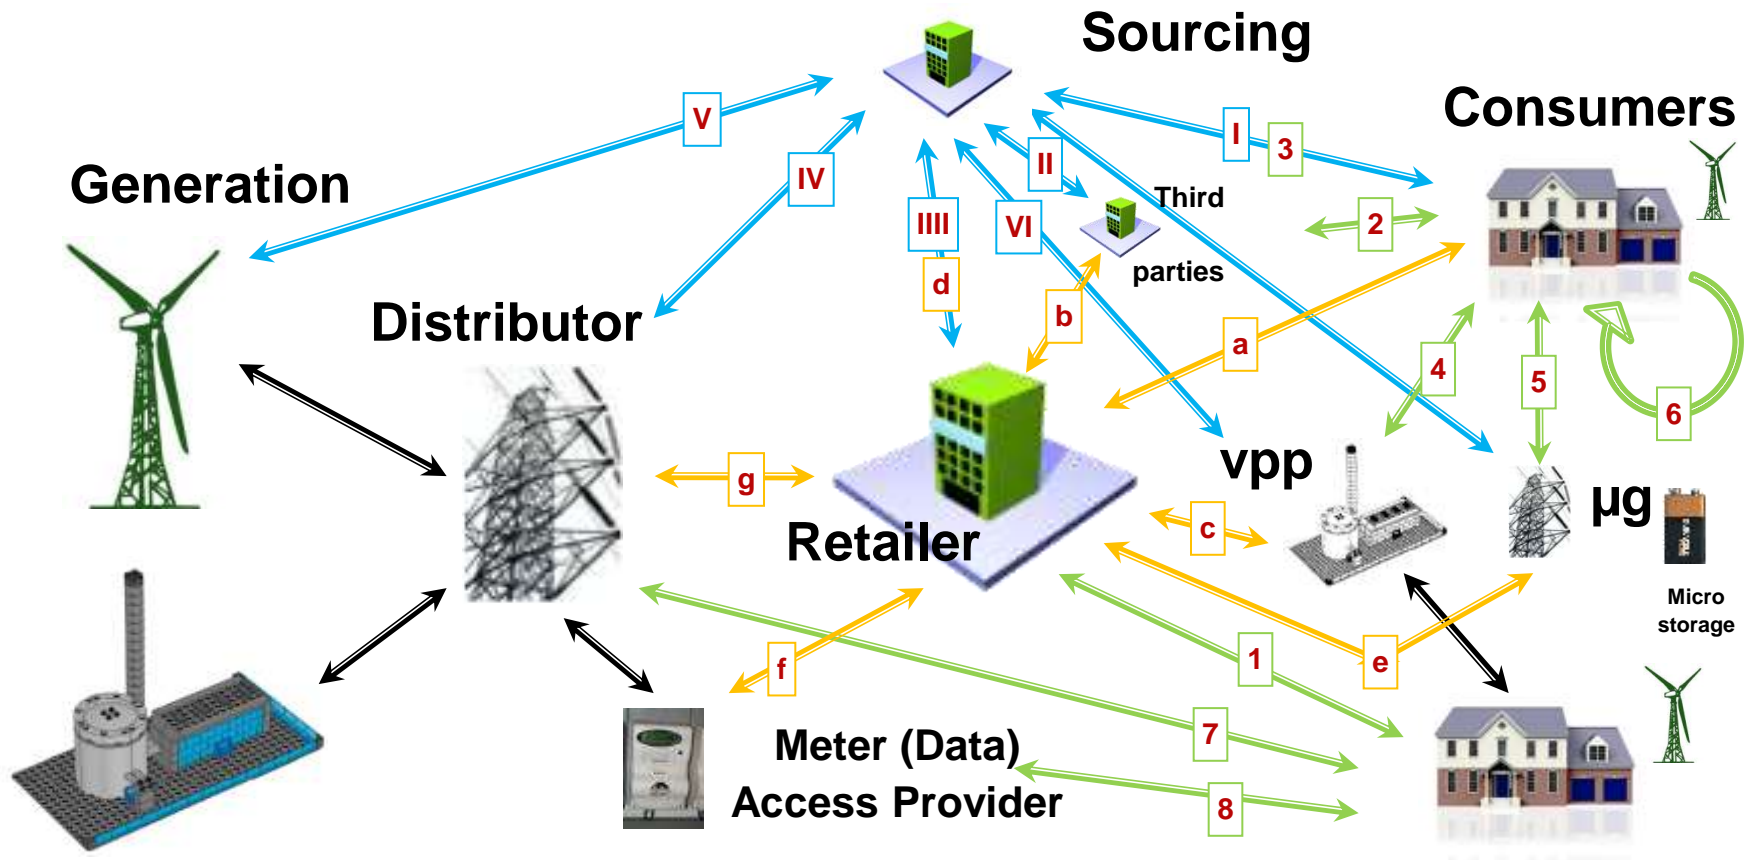 Sourcing
Consumers
Generation
V
IV
I
3
II
Third
parties
IIII
VI
2
d
b
a
Distributor
4
5
6
vpp
µg
g
Retailer
c
Micro
storage
f
1
e
7
Meter (Data)
Access Provider
8